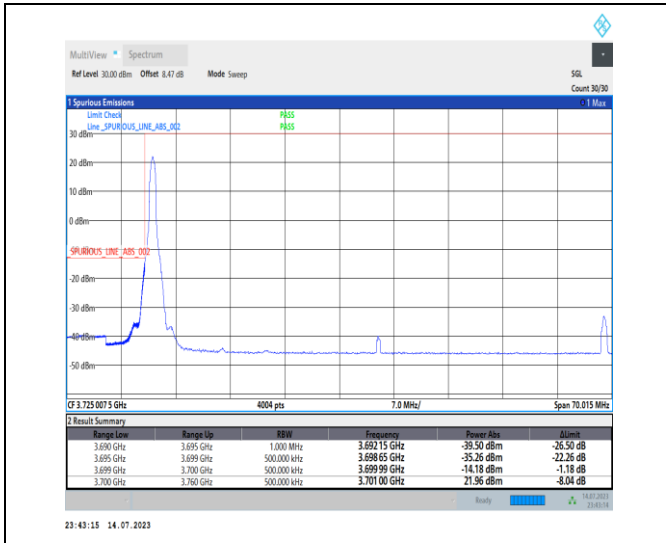 MultiView Spectrum
Ref Level 30.00 dBm Offset 8.47 dB Mode Sweep SGL
Count 30/30
1 Spurious Emissions 1 Max
Limit Check PASS
Line _SPURIOUS_LINE_ABS_002 PASS
30 dBm
20 dBm
10 dBm
0 dBm
_SPURIOUS_LINE_ABS_002
-20 dBm
-30 dBm
-40 dBm
-50 dBm
CF 3.725 007 5 GHz 4004 pts 7.0 MHz/ Span 70.015 MHz
2 Result Summary
Range Low Range Up RBW Frequency Power Abs ΔLimit
3.690 GHz 3.695 GHz 1.000 MHz 3.692 15 GHz -39.50 dBm -26.50 dB
3.695 GHz 3.699 GHz 500.000 kHz 3.698 65 GHz -35.26 dBm -22.26 dB
3.699 GHz 3.700 GHz 500.000 kHz 3.699 99 GHz -14.18 dBm -1.18 dB
3.700 GHz 3.760 GHz 500.000 kHz 3.701 00 GHz 21.96 dBm -8.04 dB
Ready 14.07.2023
23:43:14
23:43:15 14.07.2023